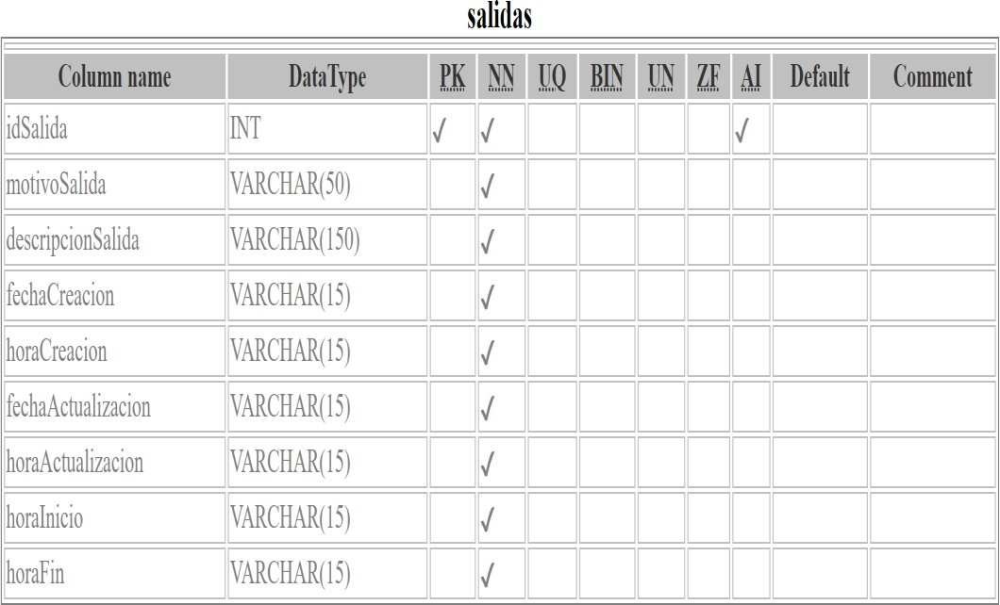 salidas
Column name DataType PK NN UQ BIN UN ZF AI Default Comment
idSalida INT ✓ ✓ ✓
motivoSalida VARCHAR(50) ✓
descripcionSalida VARCHAR(150) ✓
fechaCreacion VARCHAR(15) ✓
horaCreacion VARCHAR(15) ✓
fechaActualizacion VARCHAR(15) ✓
horaActualizacion VARCHAR(15) ✓
horaInicio VARCHAR(15) ✓
horaFin VARCHAR(15) ✓